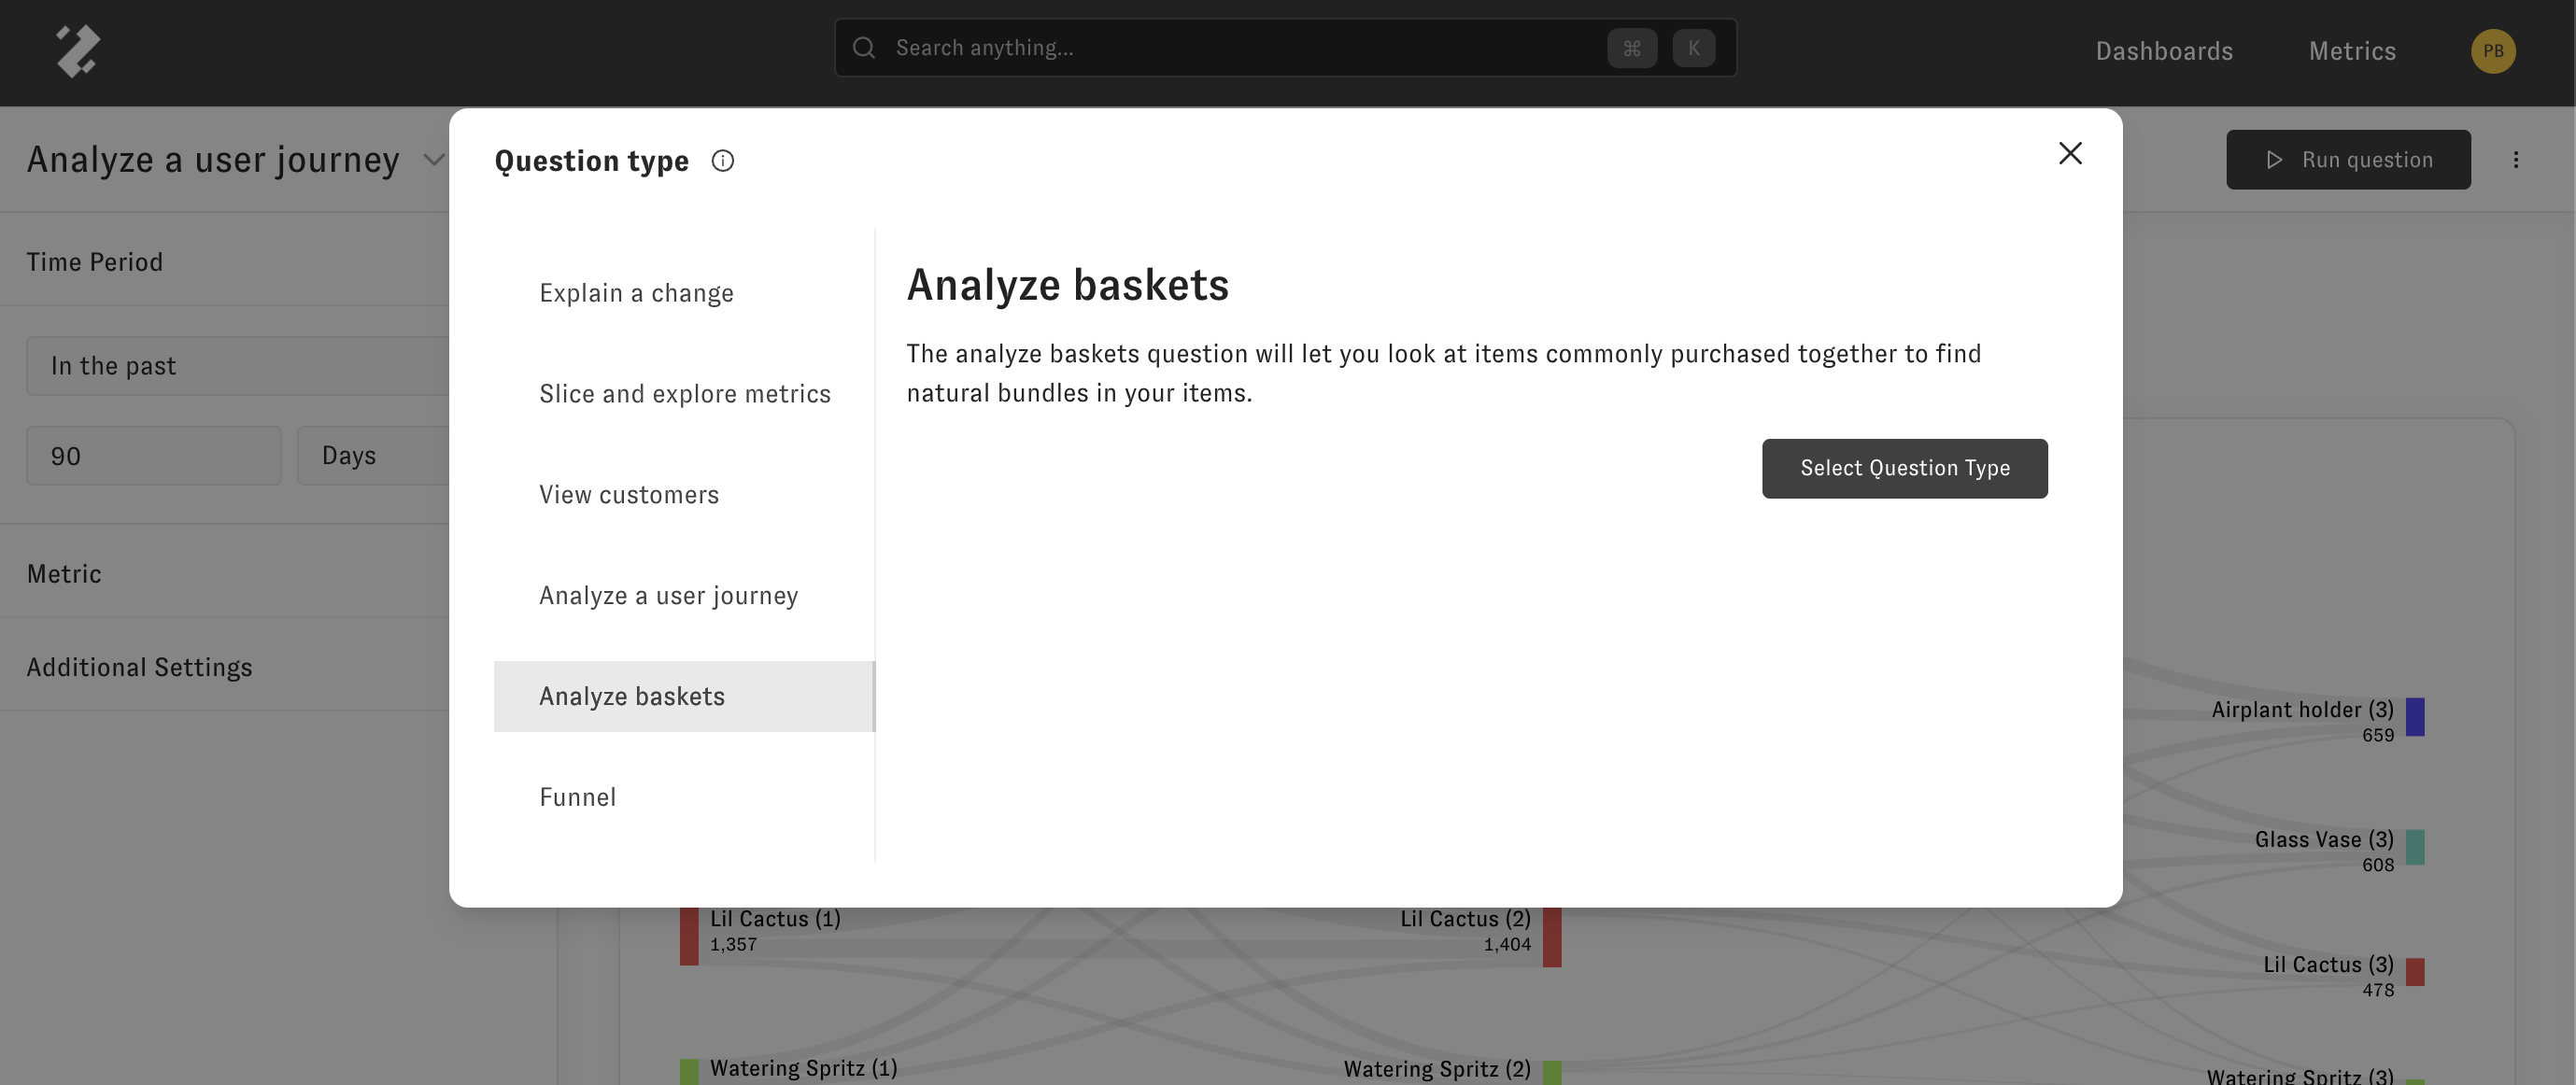 Search anything...
⌘
K
Dashboards
Metrics
PB
Analyze a user journey
Run question
Time Period
In the past
90
Days
Metric
Additional Settings
Question type
Explain a change
Slice and explore metrics
View customers
Analyze a user journey
Analyze baskets
Funnel
Analyze baskets
The analyze baskets question will let you look at items commonly purchased together to find
natural bundles in your items.
Select Question Type
Airplant holder (3)
659
Glass Vase (3)
608
Lil Cactus (1)
1,357
Lil Cactus (2)
1,404
Lil Cactus (3)
478
Watering Spritz (1)
Watering Spritz (2)
Watering Spritz (3)